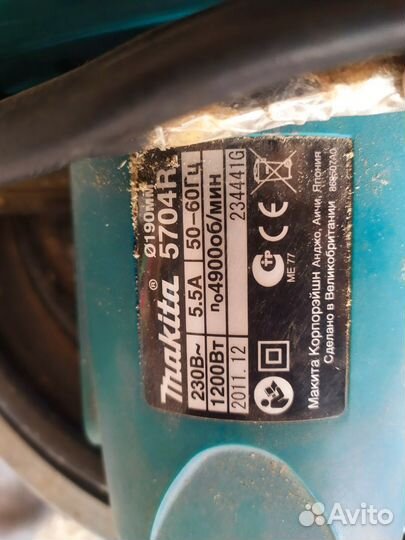 Makita® 5704R
Ø190мм
230В~ 5.5А 50-60Гц
1200Вт n₀4900об/мин
2011.12 234441G
ME 77
Макита Корпорэйшн Анджо, Аичи, Япония
Сделано в Великобритании
Avito